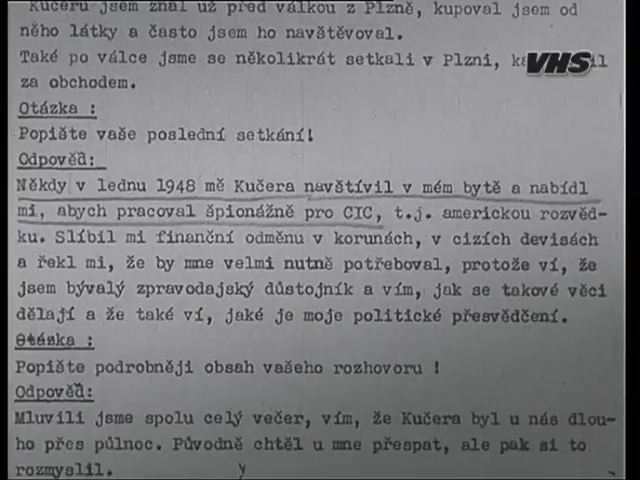 Kučeru jsem znal už před válkou z Plzně, kupoval jsem od
něho látky a často jsem ho navštěvoval.
Také po válce jsme se několikrát setkali v Plzni,
VHS
za obchodem.
Otázka :
Popište vaše poslední setkání!
Odpověď:
Někdy v lednu 1948 mě Kučera navštívil v mém bytě a nabídl
mi, abych pracoval špionážně pro CIC, t.j. americkou rozvěd-
ku. Slíbil mi finanční odměnu v korunách, v cizích devisách
a řekl mi, že by mne velmi nutně potřeboval, protože ví, že
jsem bývalý zpravodajský důstojník a vím, jak se takové věci
dělají a že také ví, jaké je moje politické přesvědčení.
Otázka :
Popište podrobněji obsah vašeho rozhovoru !
Odpověď:
Mluvili jsme spolu celý večer, vím, že Kučera byl u nás dlou-
ho přes půlnoc. Původně chtěl u mne přespat, ale pak si to
rozmyslil.